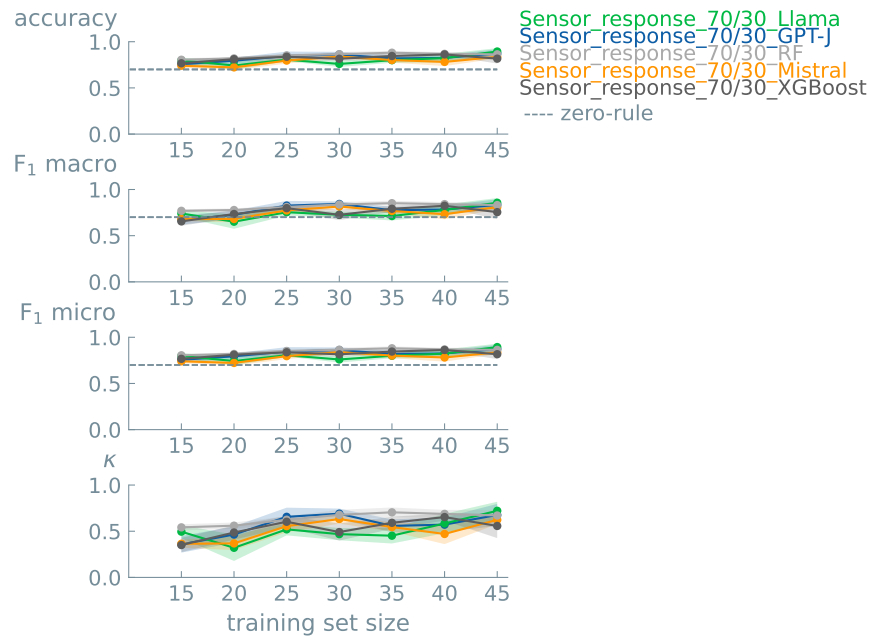 accuracy
1.0
0.5
0.0
15 20 25 30 35 40 45
F1 macro
1.0
0.5
0.0
15 20 25 30 35 40 45
F1 micro
1.0
0.5
0.0
15 20 25 30 35 40 45
κ
1.0
0.5
0.0
15 20 25 30 35 40 45
training set size
Sensor_response_70/30_Llama
Sensor_response_70/30_GPT-J
Sensor_response_70/30_RF
Sensor_response_70/30_Mistral
Sensor_response_70/30_XGBoost
---- zero-rule